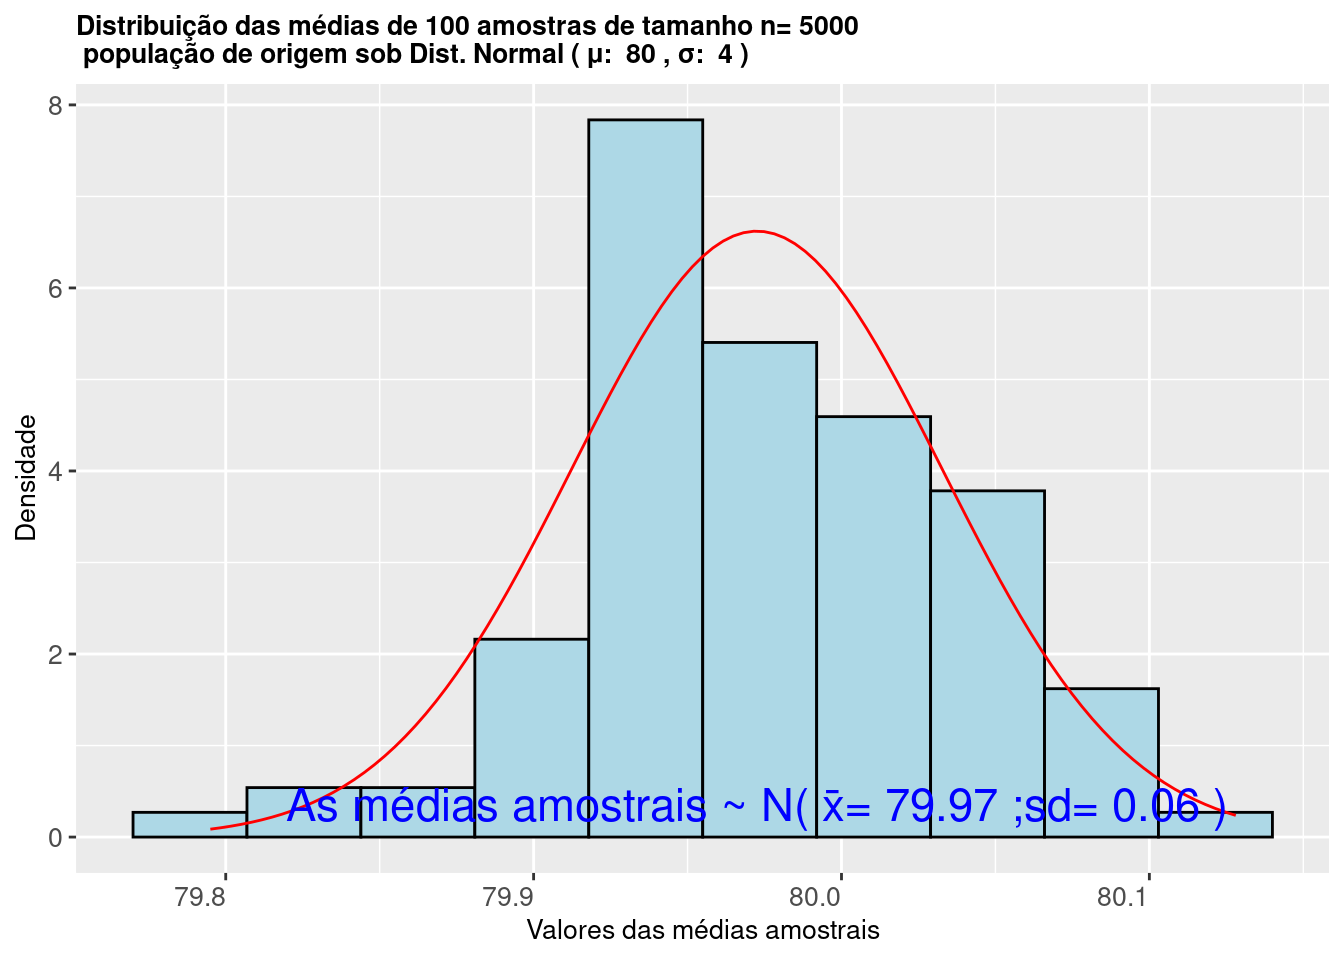 Distribuição das médias de 100 amostras de tamanho n= 5000
população de origem sob Dist. Normal ( μ:  80 , σ:  4 )
8
6
4
2
0
Densidade
As médias amostrais ~ N( x̄= 79.97 ;sd= 0.06 )
79.8
79.9
80.0
80.1
Valores das médias amostrais